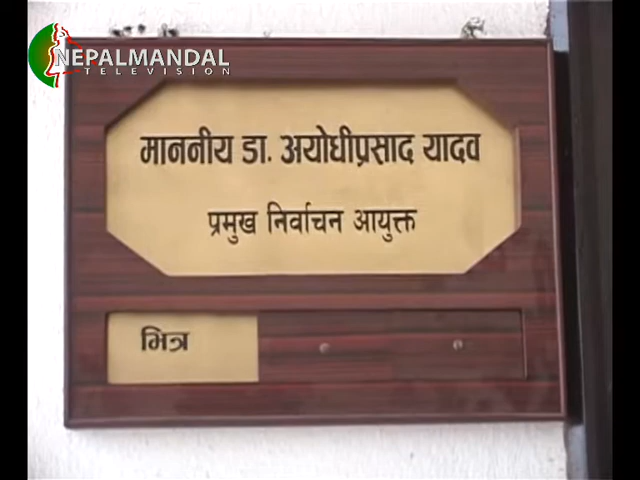 NEPALMANDAL
TELEVISION
माननीय डा. अयोधीप्रसाद यादव
प्रमुख निर्वाचन आयुक्त
भित्र